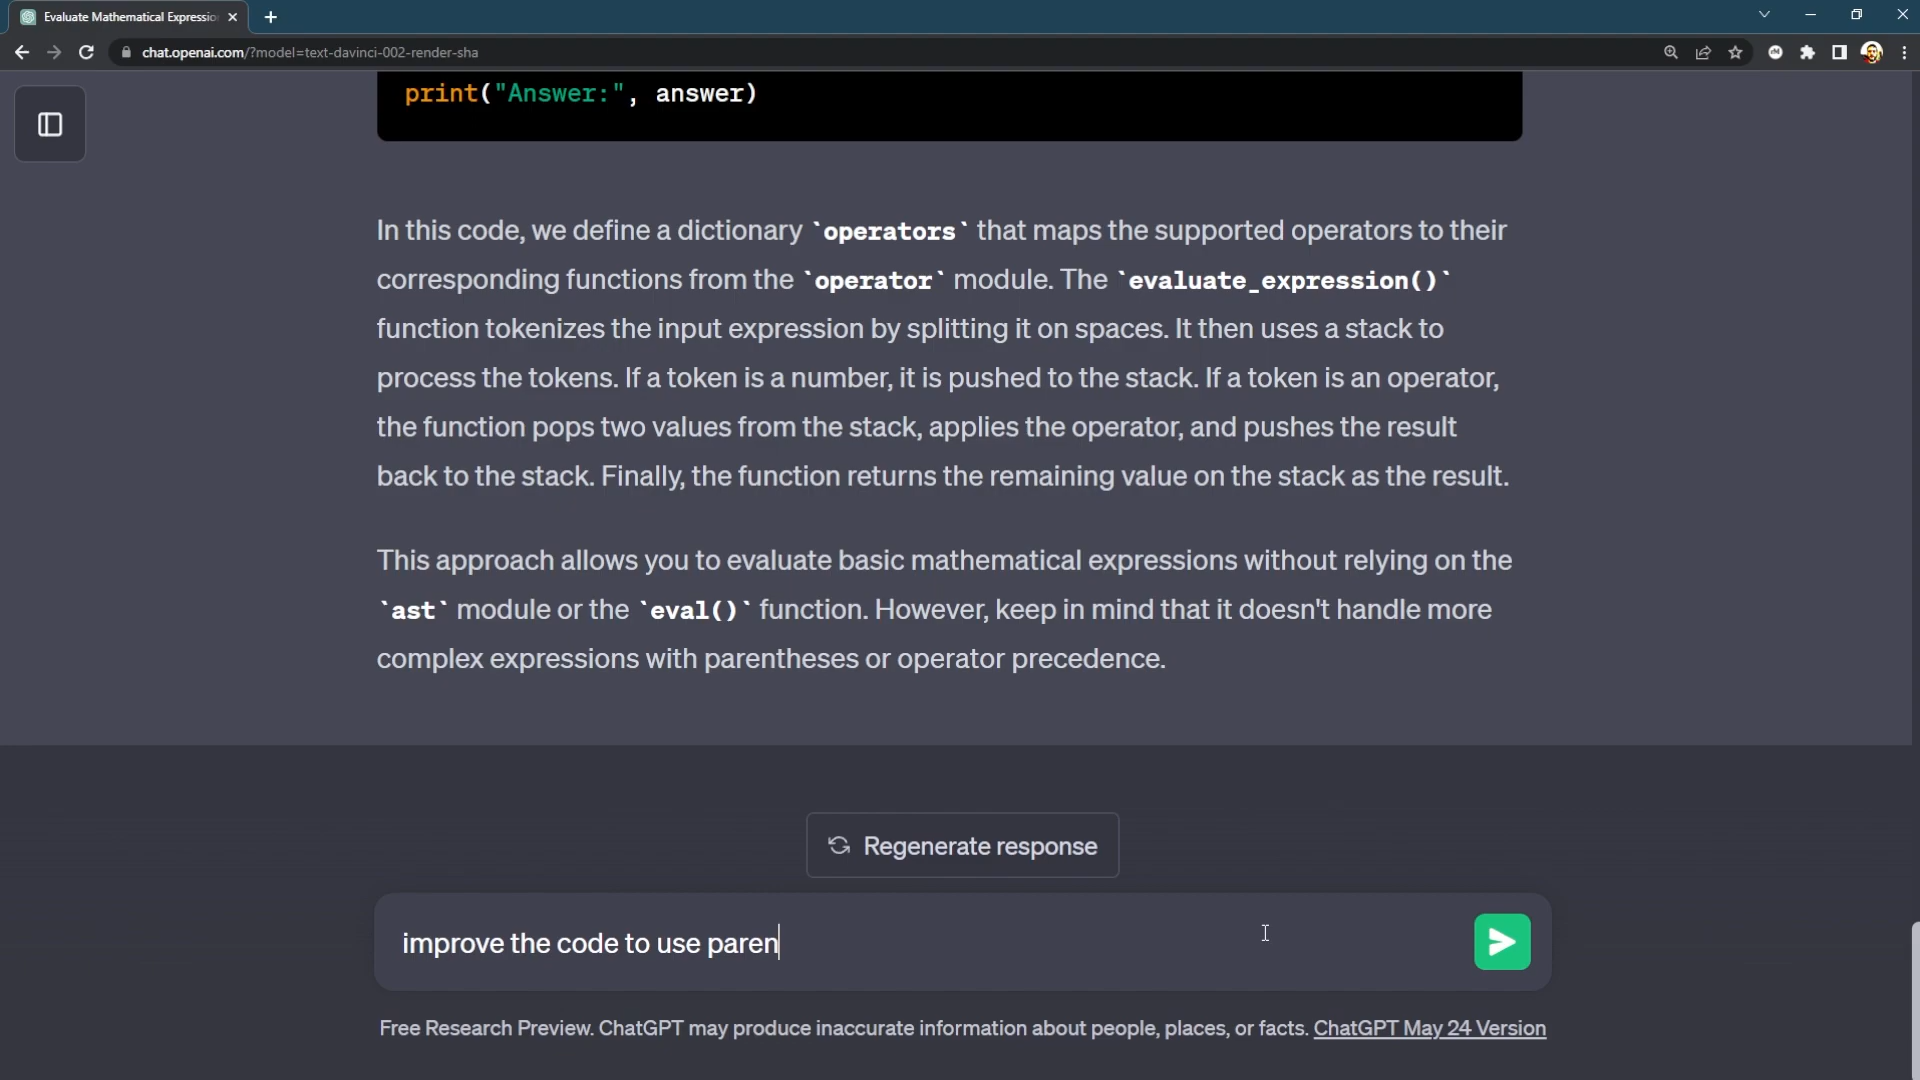 Evaluate Mathematical Expressio
chat.openai.com/?model=text-davinci-002-render-sha
print("Answer:", answer)
In this code, we define a dictionary `operators` that maps the supported operators to their
corresponding functions from the `operator` module. The `evaluate_expression()`
function tokenizes the input expression by splitting it on spaces. It then uses a stack to
process the tokens. If a token is a number, it is pushed to the stack. If a token is an operator,
the function pops two values from the stack, applies the operator, and pushes the result
back to the stack. Finally, the function returns the remaining value on the stack as the result.
This approach allows you to evaluate basic mathematical expressions without relying on the
`ast` module or the `eval()` function. However, keep in mind that it doesn't handle more
complex expressions with parentheses or operator precedence.
Regenerate response
improve the code to use paren
Free Research Preview. ChatGPT may produce inaccurate information about people, places, or facts. ChatGPT May 24 Version